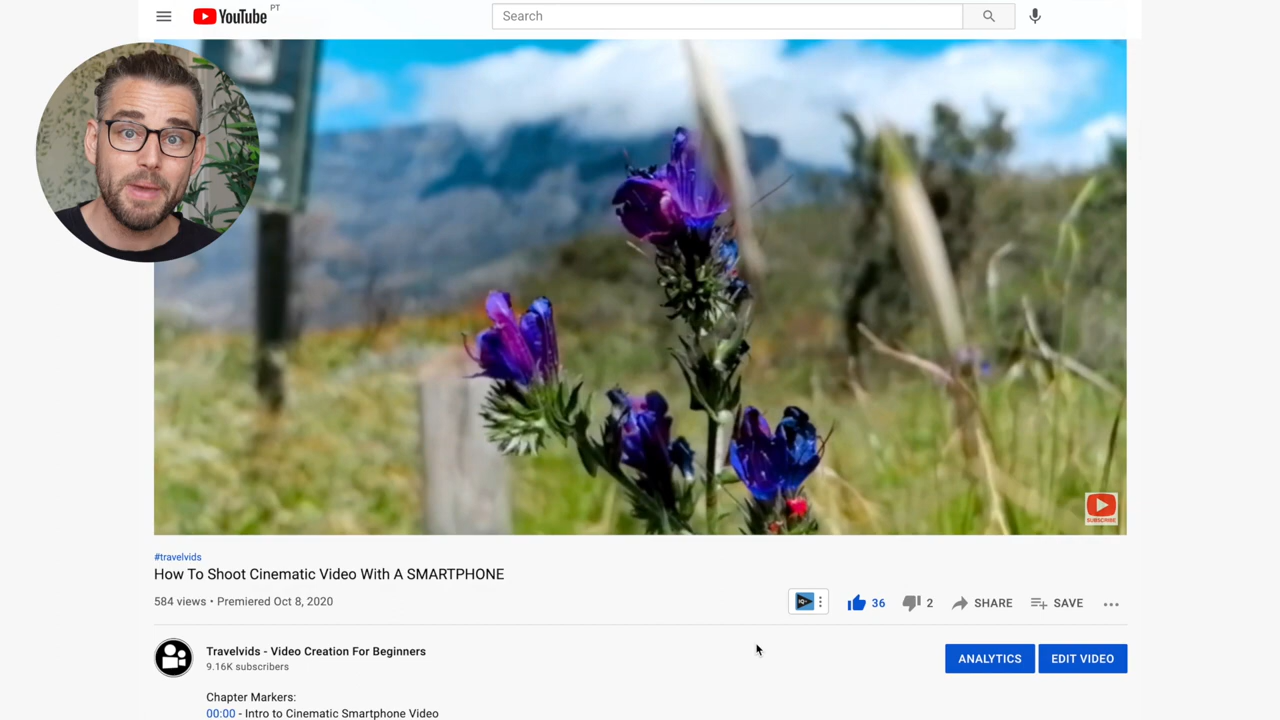 YouTube PT
Search
SUBSCRIBE
#travelvids
How To Shoot Cinematic Video With A SMARTPHONE
584 views • Premiered Oct 8, 2020
IQ
36
2
SHARE
SAVE
Travelvids - Video Creation For Beginners
9.16K subscribers
ANALYTICS
EDIT VIDEO
Chapter Markers:
00:00 - Intro to Cinematic Smartphone Video